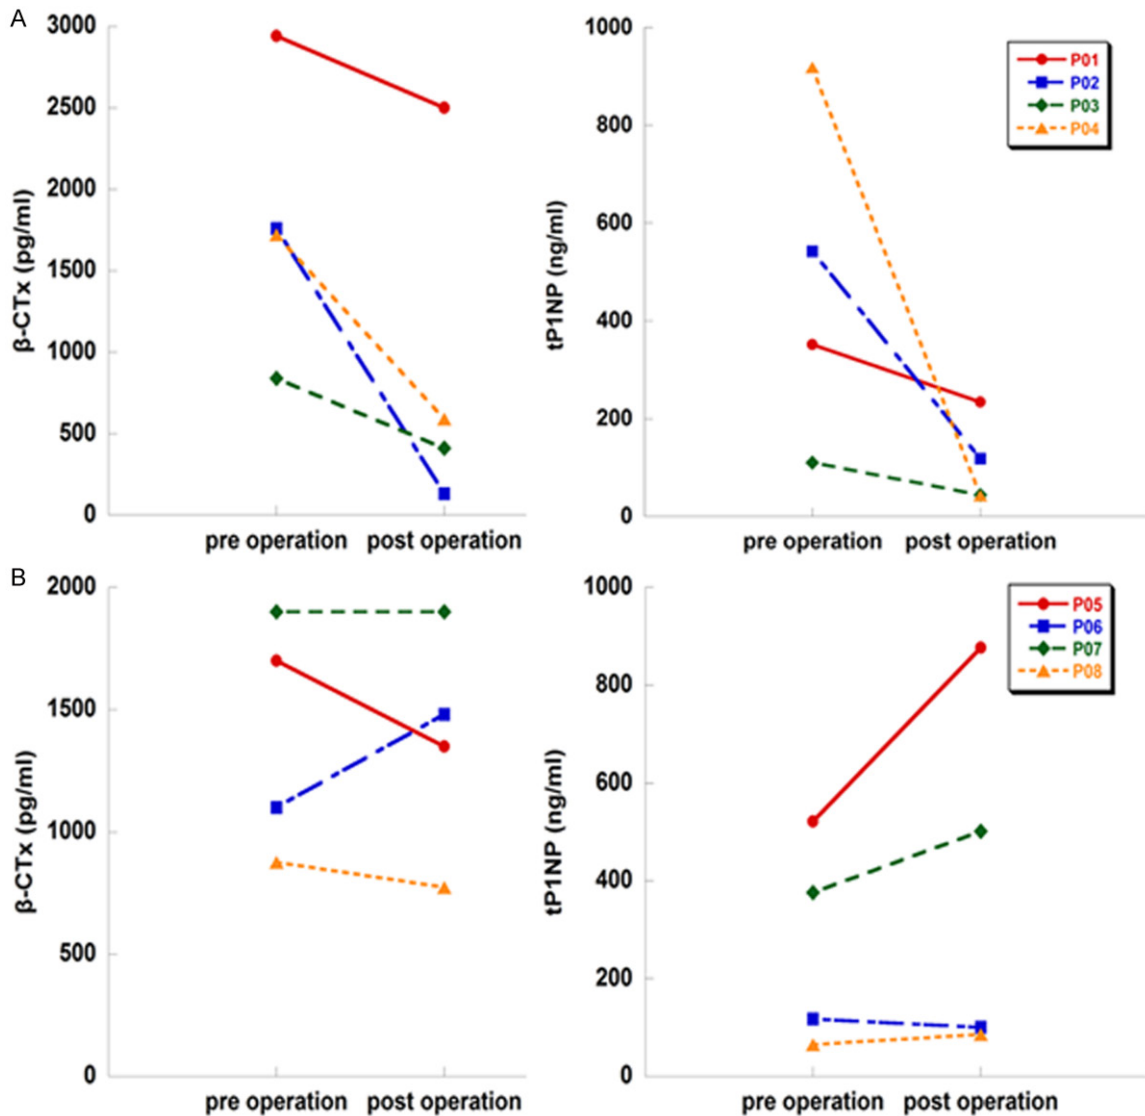 A
3000
2500
2000
1500
1000
500
0
β-CTx (pg/ml)
pre operation
post operation
1000
800
600
400
200
0
tP1NP (ng/ml)
pre operation
post operation
P01
P02
P03
P04
B
2000
1500
1000
500
0
β-CTx (pg/ml)
pre operation
post operation
1000
800
600
400
200
0
tP1NP (ng/ml)
pre operation
post operation
P05
P06
P07
P08